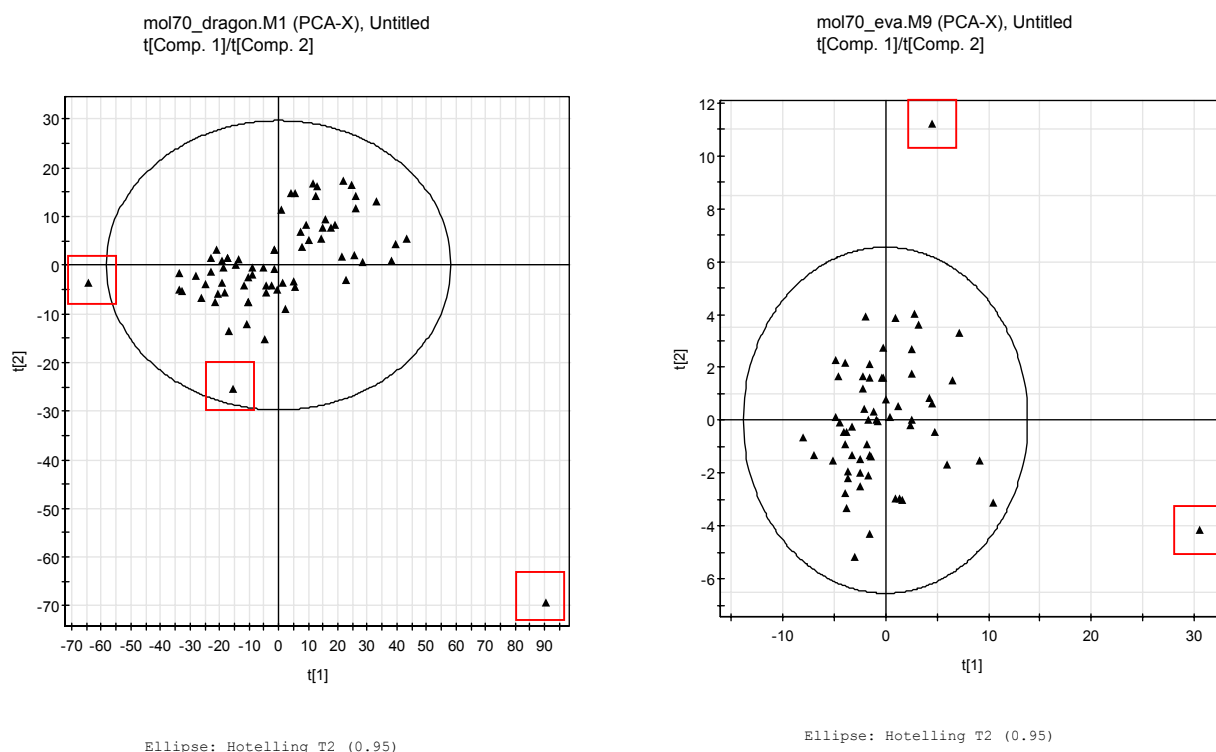 mol70_dragon.M1 (PCA-X), Untitled
t[Comp. 1]/t[Comp. 2]
30
20
10
0
-10
-20
-30
-40
-50
-60
-70
t[2]
-70 -60 -50 -40 -30 -20 -10 0 10 20 30 40 50 60 70 80 90
t[1]
Ellipse: Hotelling T2 (0.95)
mol70_eva.M9 (PCA-X), Untitled
t[Comp. 1]/t[Comp. 2]
12
10
8
6
4
2
0
-2
-4
-6
t[2]
-10 0 10 20 30
t[1]
Ellipse: Hotelling T2 (0.95)